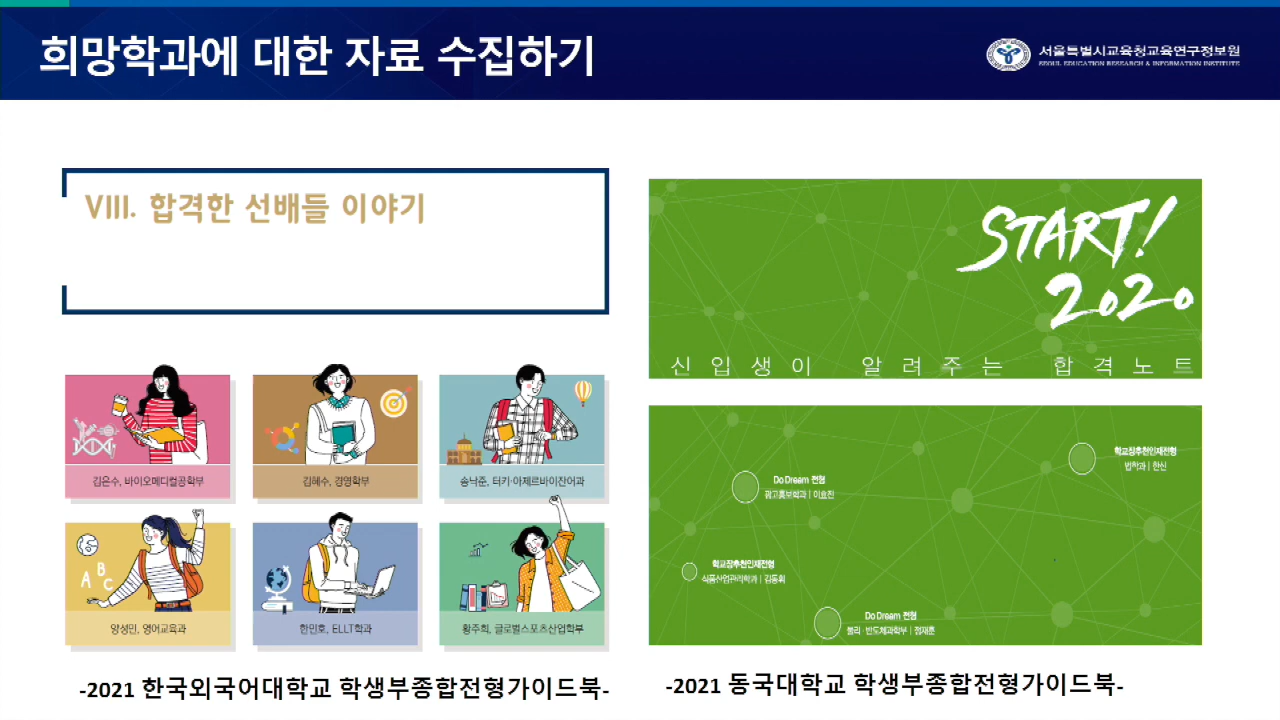 희망학과에 대한 자료 수집하기
서울특별시교육청교육연구정보원
SEOUL EDUCATION RESEARCH & INFORMATION INSTITUTE
VIII. 합격한 선배들 이야기
START!
2020
신입생이 알려주는 합격노트
김은수, 바이오메디컬공학부
김혜수, 경영학부
송낙준, 터키·아제르바이잔어과
A B C
양성민, 영어교육과
한민호, ELLT학과
황주희, 글로벌스포츠산업학부
학교장추천인재전형
법학과 | 한신
Do Dream 전형
광고홍보학과 | 이효진
학교장추천인재전형
식품산업관리학과 | 김동휘
Do Dream 전형
물리·반도체과학부 | 정재훈
-2021 한국외국어대학교 학생부종합전형가이드북-
-2021 동국대학교 학생부종합전형가이드북-